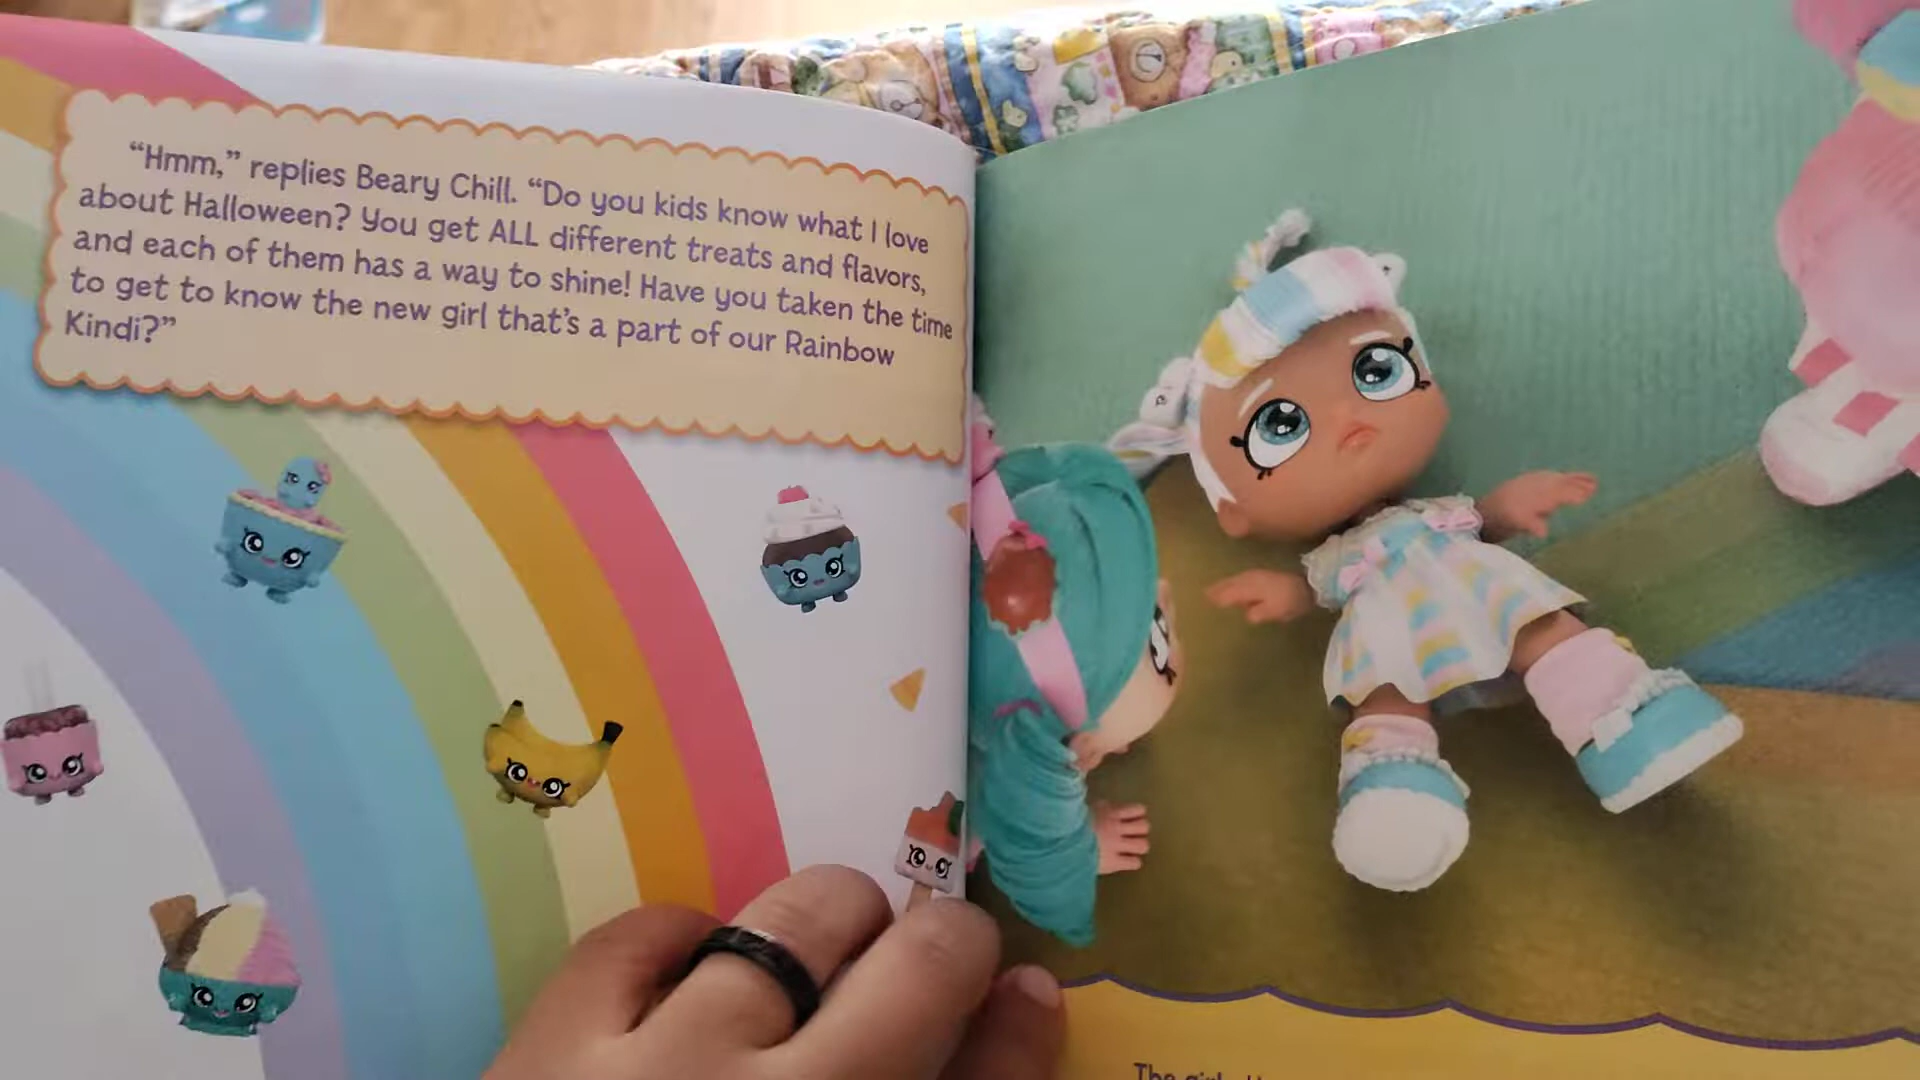 “Hmm,” replies Beary Chill. “Do you kids know what I love
about Halloween? You get ALL different treats and flavors,
and each of them has a way to shine! Have you taken the time
to get to know the new girl that’s a part of our Rainbow
Kindi?”
The